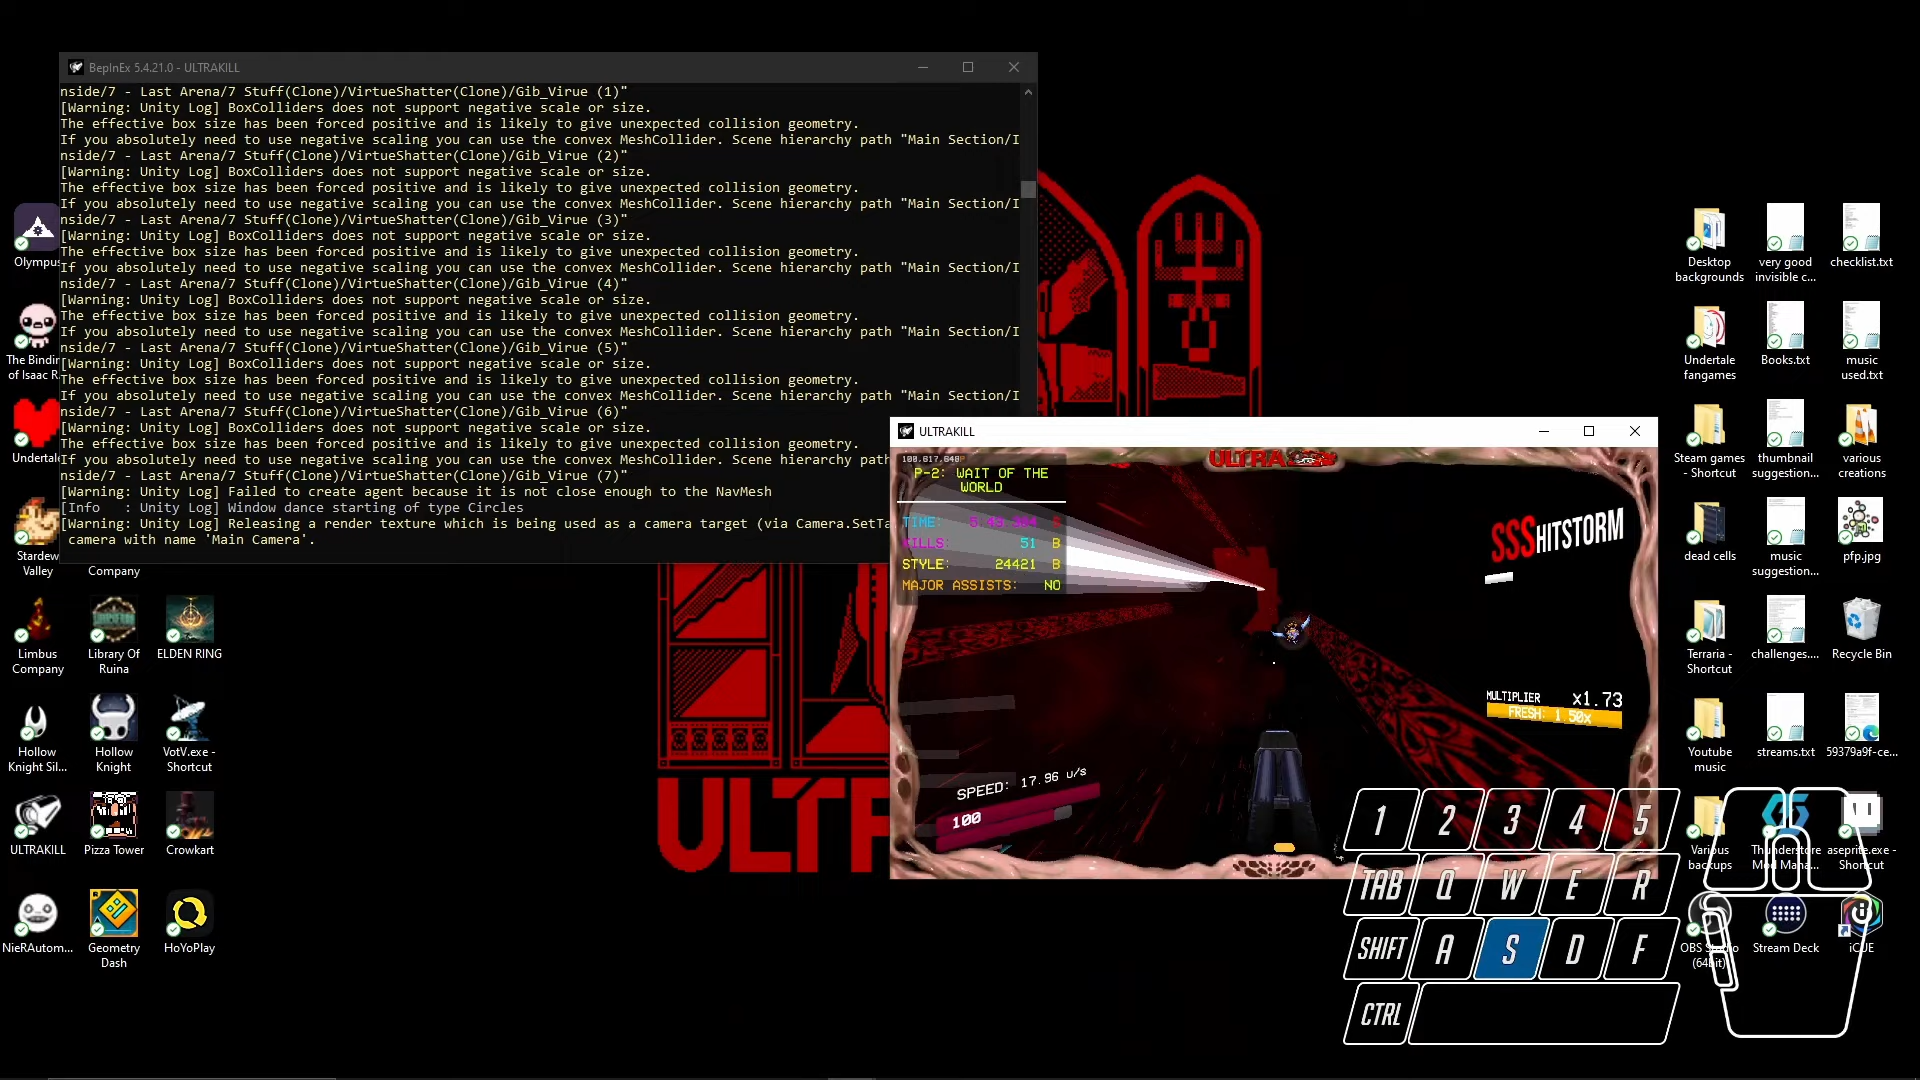 BepInEx 5.4.21.0 - ULTRAKILL
nside/7 - Last Arena/7 Stuff(Clone)/VirtueShatter(Clone)/Gib_Virue (1)"
[Warning: Unity Log] BoxColliders does not support negative scale or size.
The effective box size has been forced positive and is likely to give unexpected collision geometry.
If you absolutely need to use negative scaling you can use the convex MeshCollider. Scene hierarchy path "Main Section/I
nside/7 - Last Arena/7 Stuff(Clone)/VirtueShatter(Clone)/Gib_Virue (2)"
[Warning: Unity Log] BoxColliders does not support negative scale or size.
The effective box size has been forced positive and is likely to give unexpected collision geometry.
If you absolutely need to use negative scaling you can use the convex MeshCollider. Scene hierarchy path "Main Section/I
nside/7 - Last Arena/7 Stuff(Clone)/VirtueShatter(Clone)/Gib_Virue (3)"
[Warning: Unity Log] BoxColliders does not support negative scale or size.
The effective box size has been forced positive and is likely to give unexpected collision geometry.
If you absolutely need to use negative scaling you can use the convex MeshCollider. Scene hierarchy path "Main Section/I
nside/7 - Last Arena/7 Stuff(Clone)/VirtueShatter(Clone)/Gib_Virue (4)"
[Warning: Unity Log] BoxColliders does not support negative scale or size.
The effective box size has been forced positive and is likely to give unexpected collision geometry.
If you absolutely need to use negative scaling you can use the convex MeshCollider. Scene hierarchy path "Main Section/I
nside/7 - Last Arena/7 Stuff(Clone)/VirtueShatter(Clone)/Gib_Virue (5)"
[Warning: Unity Log] BoxColliders does not support negative scale or size.
The effective box size has been forced positive and is likely to give unexpected collision geometry.
If you absolutely need to use negative scaling you can use the convex MeshCollider. Scene hierarchy path "Main Section/I
nside/7 - Last Arena/7 Stuff(Clone)/VirtueShatter(Clone)/Gib_Virue (6)"
[Warning: Unity Log] BoxColliders does not support negative scale or size.
The effective box size has been forced positive and is likely to give unexpected collision geometry.
If you absolutely need to use negative scaling you can use the convex MeshCollider. Scene hierarchy path
nside/7 - Last Arena/7 Stuff(Clone)/VirtueShatter(Clone)/Gib_Virue (7)"
[Warning: Unity Log] Failed to create agent because it is not close enough to the NavMesh
[Info   : Unity Log] Window dance starting of type Circles
[Warning: Unity Log] Releasing a render texture which is being used as a camera target (via Camera.SetTa
camera with name 'Main Camera'.
Olympus
The Bindin
of Isaac R
Undertale
Stardew
Valley
Company
Limbus
Company
Library Of
Ruina
ELDEN RING
Hollow
Knight Sil...
Hollow
Knight
VotV.exe -
Shortcut
ULTRAKILL
Pizza Tower
Crowkart
NieRAutom...
Geometry
Dash
HoYoPlay
ULTRAKILL
P-2: WAIT OF THE
WORLD
TIME:
KILLS: 51 B
STYLE: 24421 B
MAJOR ASSISTS: NO
SSSHITSTORM
MULTIPLIER x1.73
FRESH: 1.50x
SPEED: 17.96 u/s
100
Desktop
backgrounds
very good
invisible c...
checklist.txt
Undertale
fangames
Books.txt
music
used.txt
Steam games
- Shortcut
thumbnail
suggestion...
various
creations
dead cells
music
suggestion...
pfp.jpg
Terraria -
Shortcut
challenges....
Recycle Bin
Youtube
music
streams.txt
59379a9f-ce...
Various
backups
Thunderstore
Mod Mana...
aseprite.exe -
Shortcut
OBS Studio
(64bit)
Stream Deck
iCUE
1 2 3 4 5
TAB Q W E R
SHIFT A S D F
CTRL